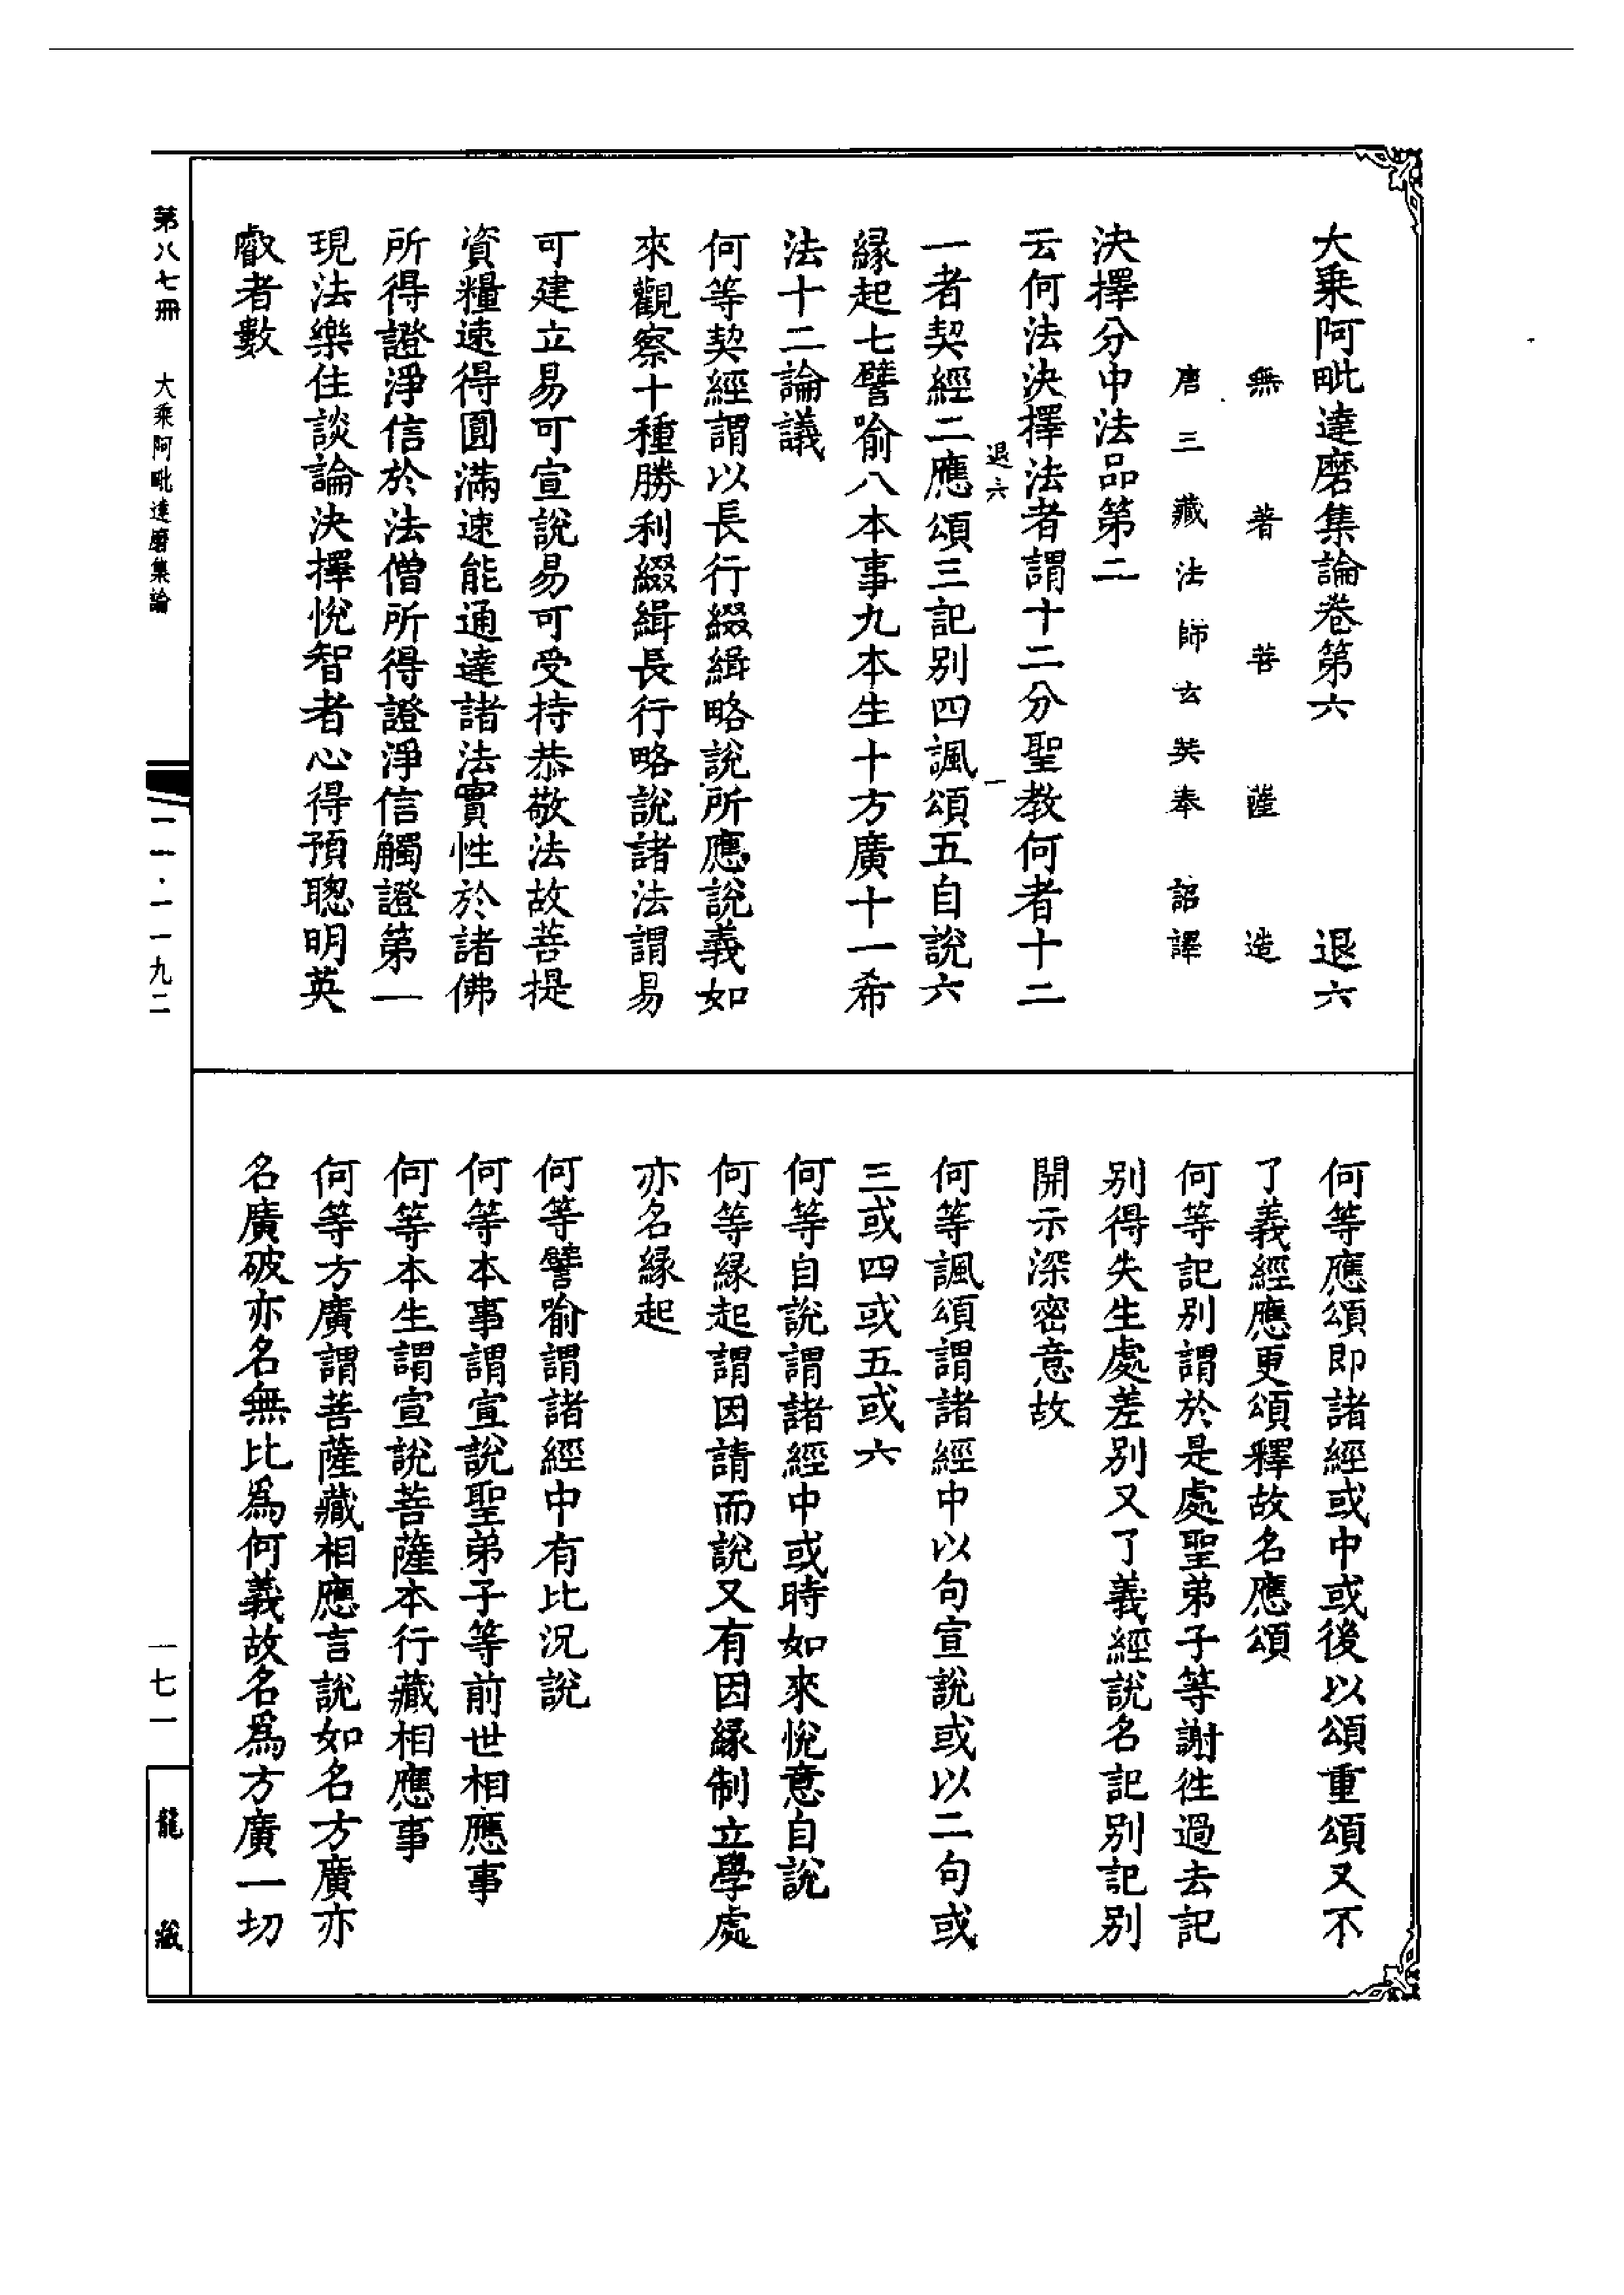 大乘阿毗達磨集論卷第六　退六
無著菩薩造
唐三藏法師玄奘奉詔譯
決擇分中法品第二
云何法決擇法者謂十二分聖教何者十二
退六　一
一者契經二應頌三記別四諷頌五自說六
緣起七譬喻八本事九本生十方廣十一希
法十二論議
何等契經謂以長行綴緝略說所應說義如
來觀察十種勝利綴緝長行略說諸法謂易
可建立易可宣說易可受持恭敬法故菩提
資糧速得圓滿速能通達諸法實性於諸佛
所得證淨信於法僧所得證淨信觸證第一
現法樂住談論決擇悅智者心得預聰明英
叡者數
何等應頌即諸經或中或後以頌重頌又不
了義經應更頌釋故名應頌
何等記別謂於是處聖弟子等謝往過去記
別得失生處差別又了義經說名記別記別
開示深密意故
何等諷頌謂諸經中以句宣說或以二句或
三或四或五或六
何等自說謂諸經中或時如來悅意自說
何等緣起謂因請而說又有因緣制立學處
亦名緣起
何等譬喻謂諸經中有比況說
何等本事謂宣說聖弟子等前世相應事
何等本生謂宣說菩薩本行藏相應事
何等方廣謂菩薩藏相應言說如名方廣亦
名廣破亦名無比為何義故名為方廣一切
第八七冊　大乘阿毗達磨集論
一一·一一九二
一七一
龍藏